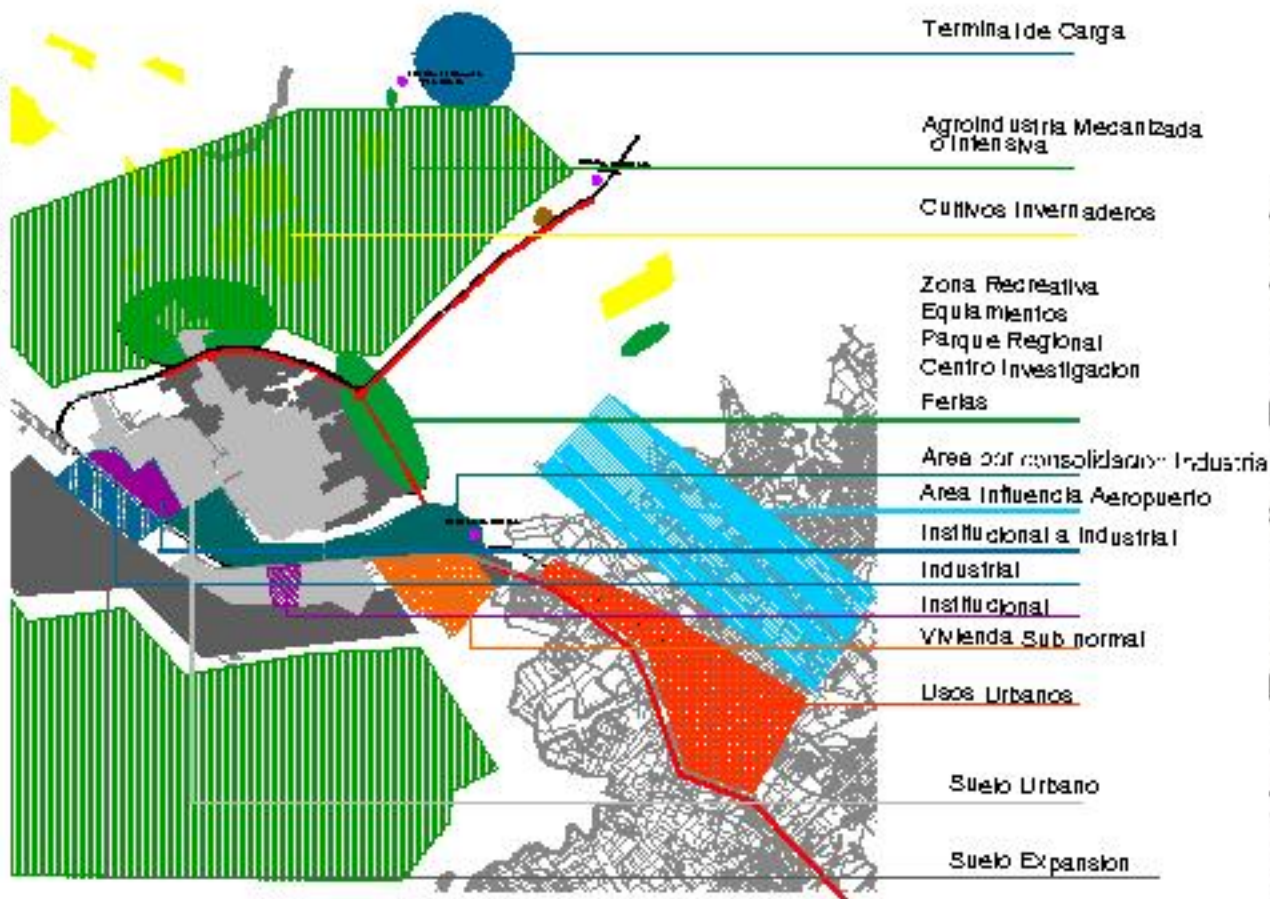 Terminal de Carga
Agroindustria Mecanizada
o Intensiva
Cultivos Invernaderos
Zona Recreativa
Equiamientos
Parque Regional
Centro Investigacion
Ferias
Area por consolidacion Industria
Area Influencia Aeropuerto
Institucional a Industrial
Industrial
Institucional
Vivienda Sub normal
Usos Urbanos
Suelo Urbano
Suelo Expansion